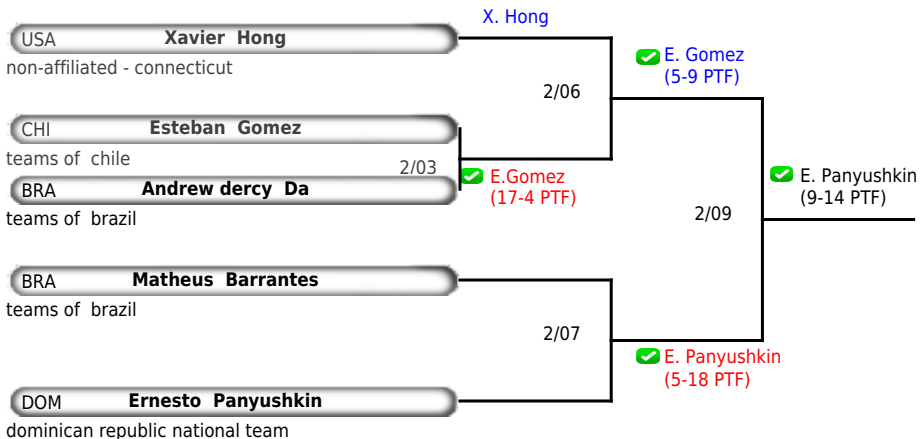 X. Hong
USA Xavier Hong
non-affiliated - connecticut
E. Gomez
(5-9 PTF)
2/06
CHI Esteban Gomez
teams of chile
2/03
E.Gomez
(17-4 PTF)
BRA Andrew dercy Da
teams of brazil
E. Panyushkin
(9-14 PTF)
2/09
BRA Matheus Barrantes
teams of brazil
2/07
E. Panyushkin
(5-18 PTF)
DOM Ernesto Panyushkin
dominican republic national team